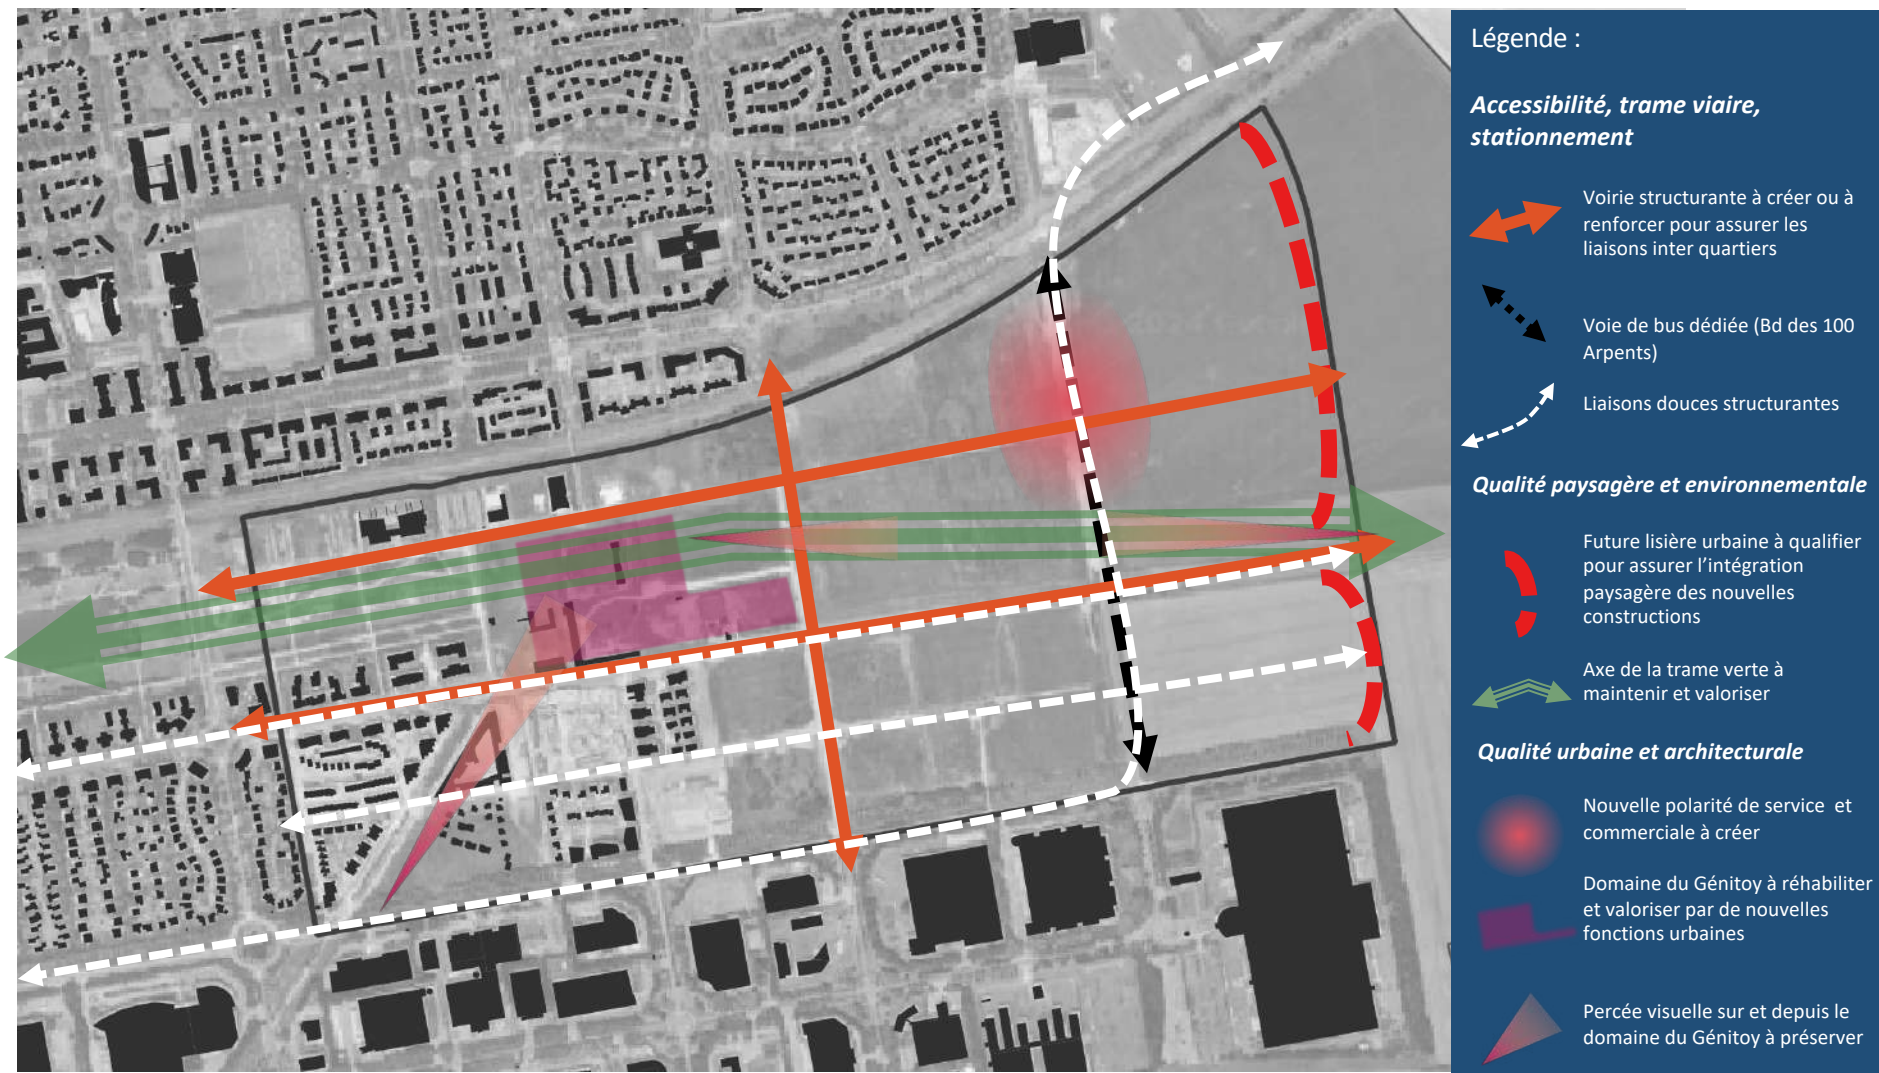 Légende :
Accessibilité, trame viaire,
stationnement
Voirie structurante à créer ou à
renforcer pour assurer les
liaisons inter quartiers
Voie de bus dédiée (Bd des 100
Arpents)
Liaisons douces structurantes
Qualité paysagère et environnementale
Future lisière urbaine à qualifier
pour assurer l’intégration
paysagère des nouvelles
constructions
Axe de la trame verte à
maintenir et valoriser
Qualité urbaine et architecturale
Nouvelle polarité de service et
commerciale à créer
Domaine du Génitoy à réhabiliter
et valoriser par de nouvelles
fonctions urbaines
Percée visuelle sur et depuis le
domaine du Génitoy à préserver